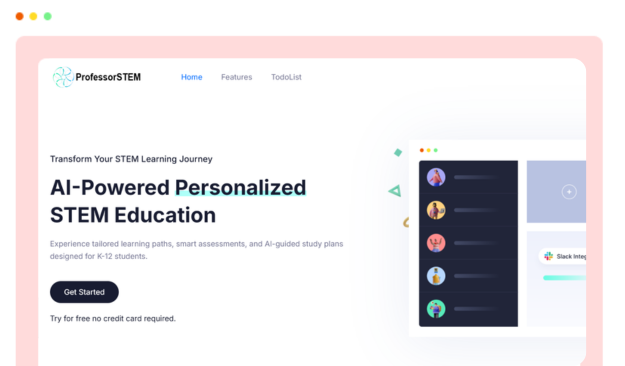 ProfessorSTEM
Home Features TodoList
Transform Your STEM Learning Journey
AI-Powered Personalized
STEM Education
Experience tailored learning paths, smart assessments, and AI-guided study plans
designed for K-12 students.
Slack Integ
Get Started
Try for free no credit card required.